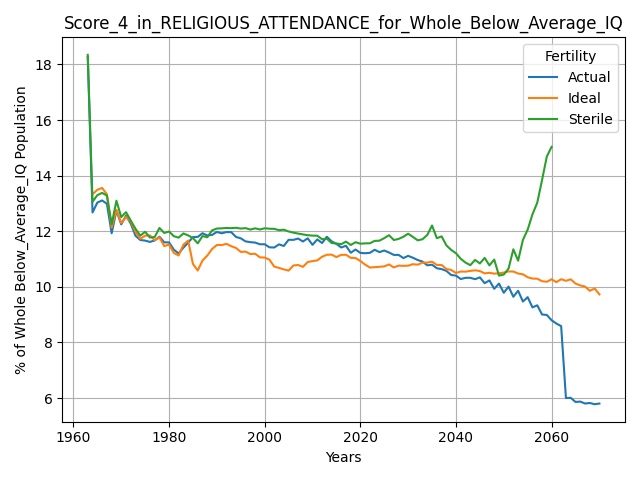 Score_4_in_RELIGIOUS_ATTENDANCE_for_Whole_Below_Average_IQ
% of Whole Below_Average_IQ Population
18
16
14
12
10
8
6
Fertility
Actual
Ideal
Sterile
1960
1980
2000
2020
2040
2060
Years